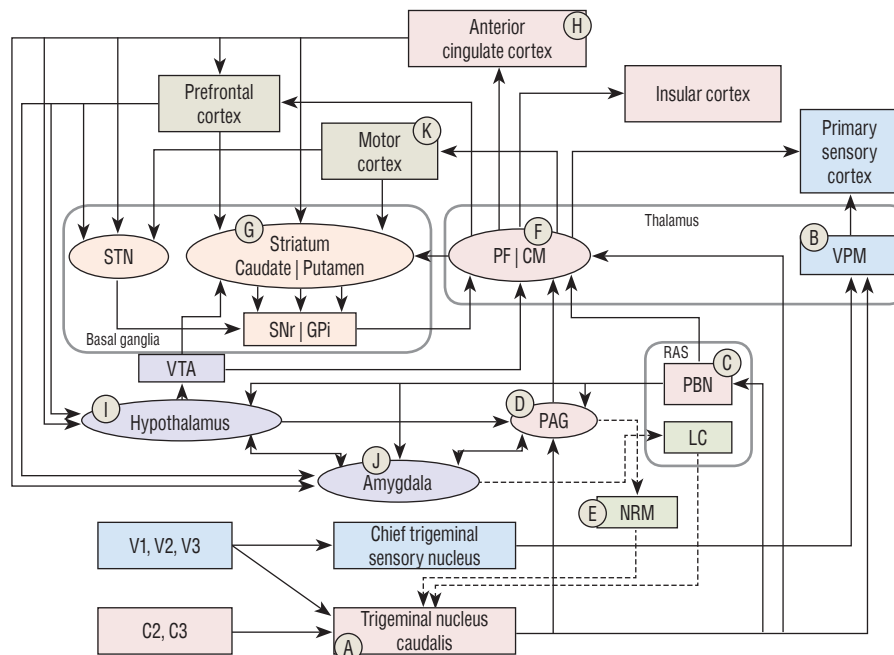 Anterior
cingulate cortex
H
Prefrontal
cortex
Insular cortex
Motor
cortex
K
Primary
sensory
cortex
Thalamus
G
Striatum
Caudate | Putamen
STN
F
PF | CM
B
VPM
SNr | GPi
Basal ganglia
VTA
RAS
C
PBN
I
Hypothalamus
D
PAG
LC
J
Amygdala
E
NRM
V1, V2, V3
Chief trigeminal
sensory nucleus
C2, C3
Trigeminal nucleus
caudalis
A